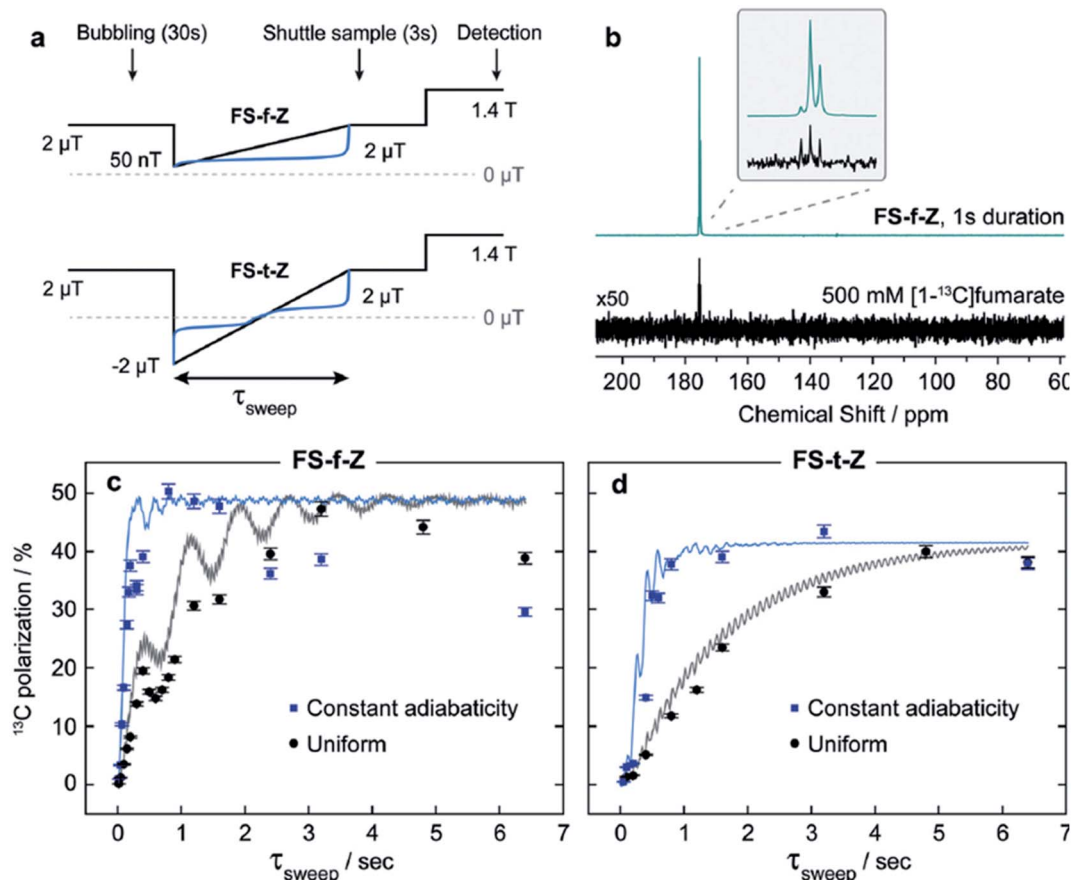 a
Bubbling (30s)
Shuttle sample (3s)
Detection
FS-f-Z
2 µT
50 nT
2 µT
1.4 T
0 µT
FS-t-Z
2 µT
-2 µT
2 µT
1.4 T
0 µT
τsweep
b
FS-f-Z, 1s duration
x50
500 mM [1-¹³C]fumarate
200 180 160 140 120 100 80 60
Chemical Shift / ppm
FS-f-Z
c
50
40
30
20
10
0
¹³C polarization / %
Constant adiabaticity
Uniform
0 1 2 3 4 5 6 7
τsweep / sec
FS-t-Z
d
Constant adiabaticity
Uniform
0 1 2 3 4 5 6 7
τsweep / sec